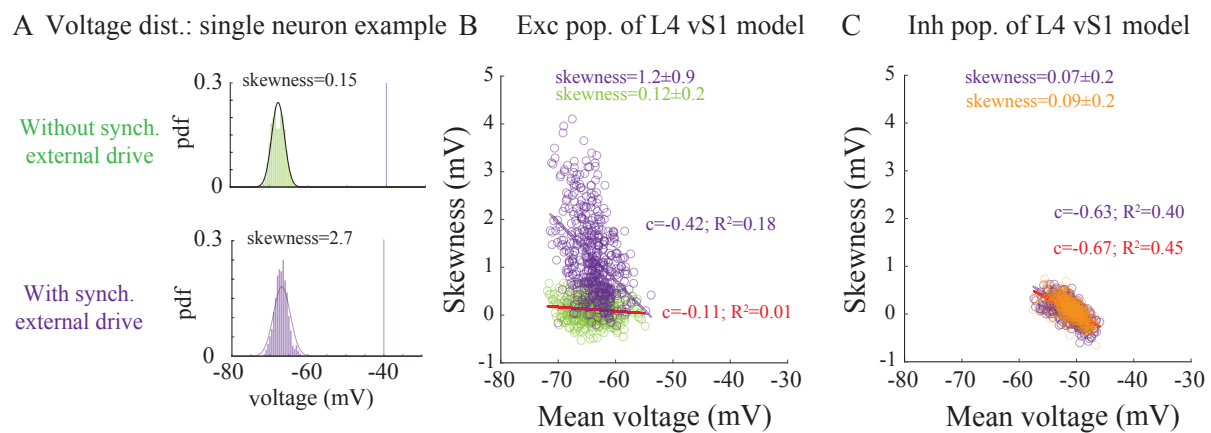 A Voltage dist.: single neuron example
Without synch.
external drive
pdf
0.3
0
skewness=0.15
-80
-60
-40
With synch.
external drive
pdf
0.3
0
skewness=2.7
-80
-60
-40
voltage (mV)
B Exc pop. of L4 vS1 model
skewness=1.2±0.9
skewness=0.12±0.2
Skewness (mV)
5
4
3
2
1
0
-1
c=-0.42; R²=0.18
c=-0.11; R²=0.01
-80
-70
-60
-50
-40
-30
Mean voltage (mV)
C Inh pop. of L4 vS1 model
skewness=0.07±0.2
skewness=0.09±0.2
Skewness (mV)
5
4
3
2
1
0
-1
c=-0.63; R²=0.40
c=-0.67; R²=0.45
-80
-70
-60
-50
-40
-30
Mean voltage (mV)